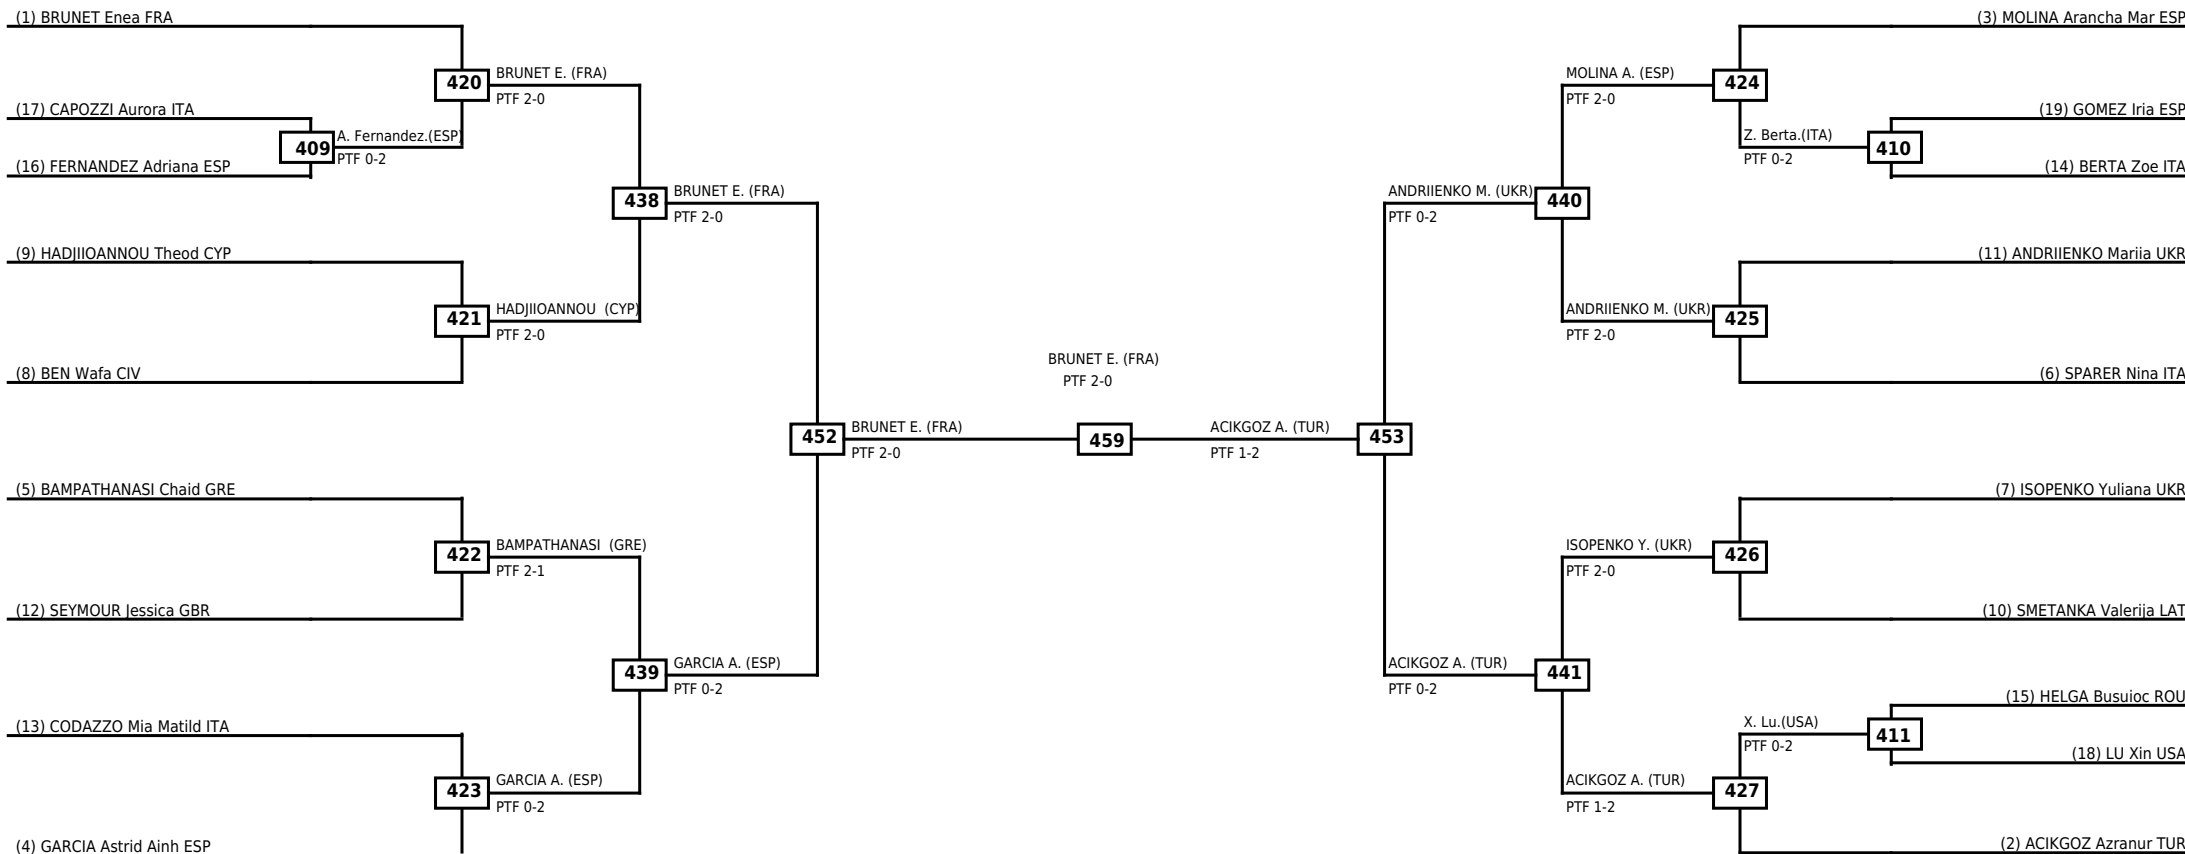 (1) BRUNET Enea FRA
(17) CAPOZZI Aurora ITA
(16) FERNANDEZ Adriana ESP
(9) HADJIIOANNOU Theod CYP
(8) BEN Wafa CIV
(5) BAMPATHANASI Chaid GRE
(12) SEYMOUR Jessica GBR
(13) CODAZZO Mia Matild ITA
(4) GARCIA Astrid Ainh ESP
409
A. Fernandez.(ESP)
PTF 0-2
420
BRUNET E. (FRA)
PTF 2-0
421
HADJIIOANNOU (CYP)
PTF 2-0
422
BAMPATHANASI (GRE)
PTF 2-1
423
GARCIA A. (ESP)
PTF 0-2
438
BRUNET E. (FRA)
PTF 2-0
439
GARCIA A. (ESP)
PTF 0-2
452
BRUNET E. (FRA)
PTF 2-0
BRUNET E. (FRA)
PTF 2-0
459
ACIKGOZ A. (TUR)
PTF 1-2
453
ANDRIIENKO M. (UKR)
PTF 0-2
440
ACIKGOZ A. (TUR)
PTF 0-2
441
MOLINA A. (ESP)
PTF 2-0
424
ANDRIIENKO M. (UKR)
PTF 2-0
425
ISOPENKO Y. (UKR)
PTF 2-0
426
ACIKGOZ A. (TUR)
PTF 1-2
427
Z. Berta.(ITA)
PTF 0-2
410
X. Lu.(USA)
PTF 0-2
411
(3) MOLINA Arancha Mar ESP
(19) GOMEZ Iria ESP
(14) BERTA Zoe ITA
(11) ANDRIIENKO Mariia UKR
(6) SPARER Nina ITA
(7) ISOPENKO Yuliana UKR
(10) SMETANKA Valerija LAT
(15) HELGA Busuioc ROU
(18) LU Xin USA
(2) ACIKGOZ Azranur TUR